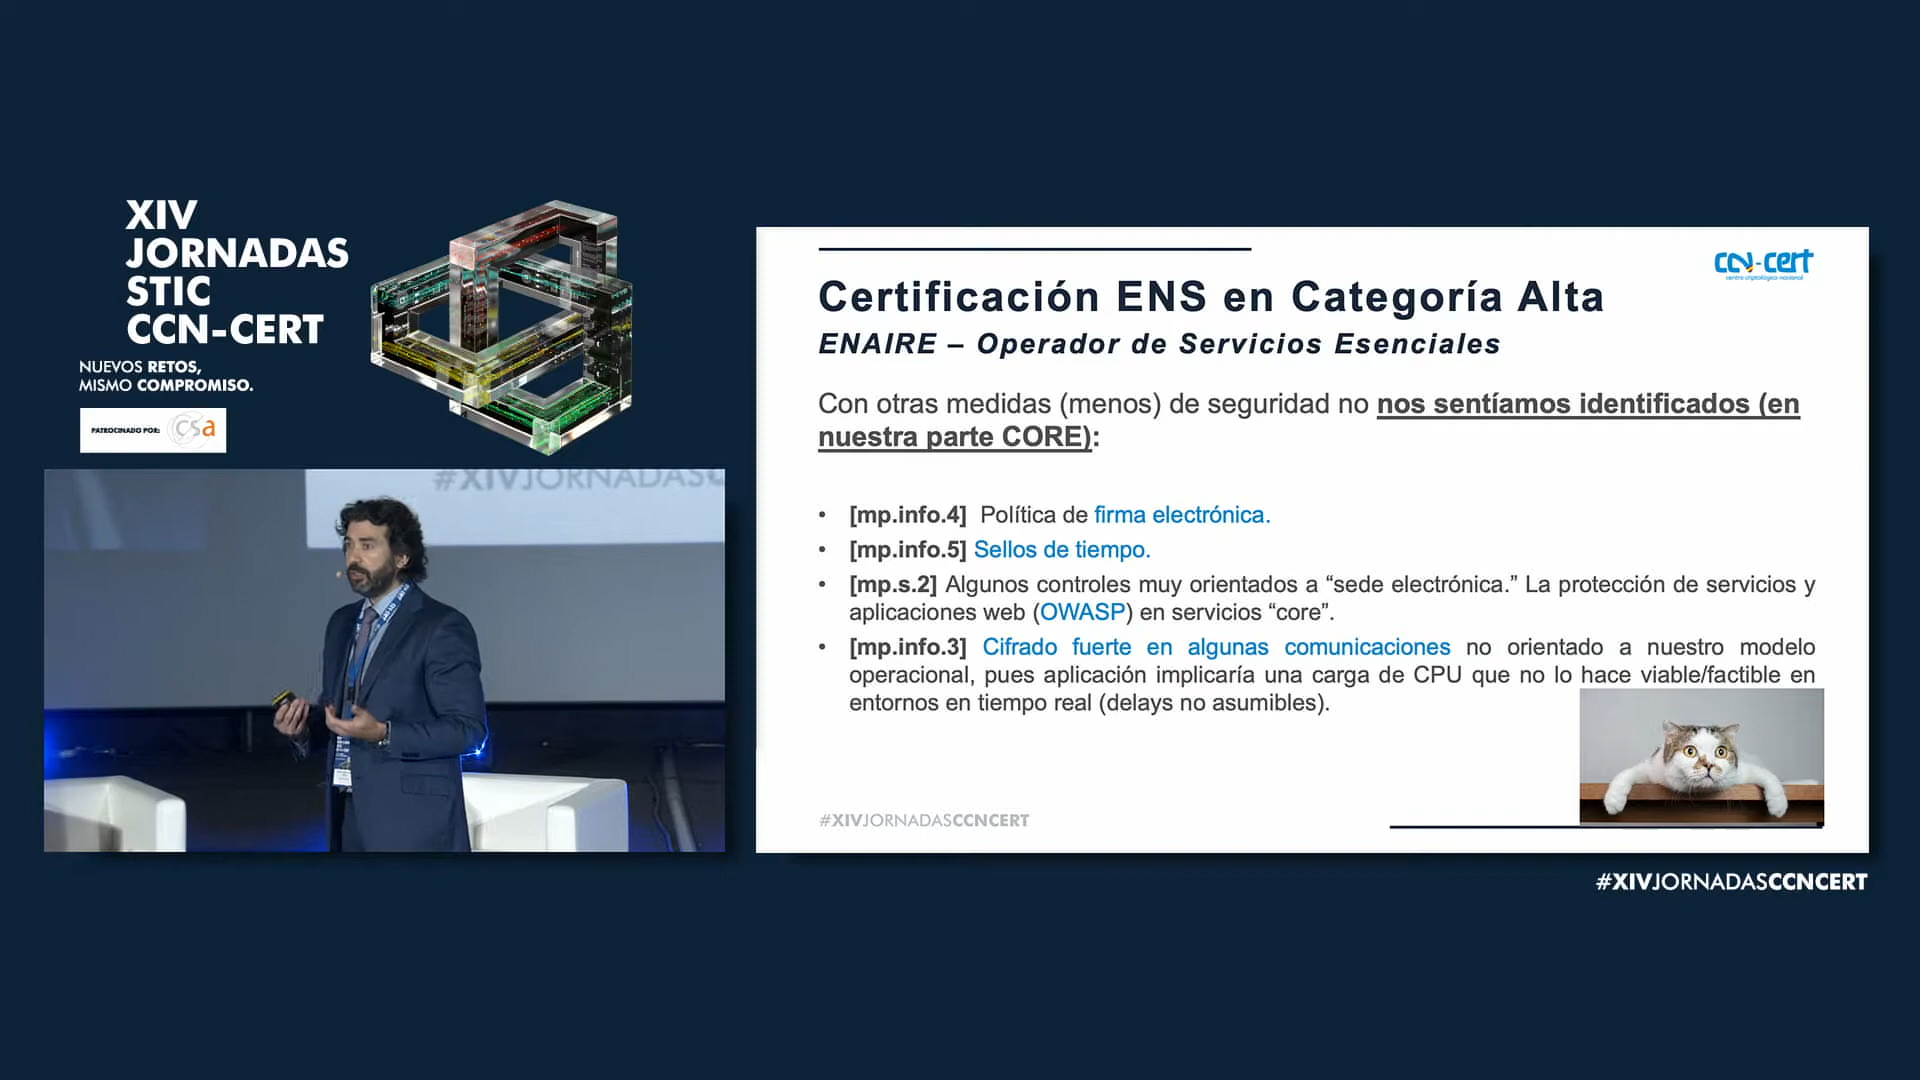 XIV
JORNADAS
STIC
CCN-CERT
NUEVOS RETOS,
MISMO COMPROMISO.
PATROCINADO POR:
csa
#XIVJORNADASC
ccn-cert
centro criptológico nacional
Certificación ENS en Categoría Alta
ENAIRE – Operador de Servicios Esenciales
Con otras medidas (menos) de seguridad no nos sentíamos identificados (en
nuestra parte CORE):
• [mp.info.4] Política de firma electrónica.
• [mp.info.5] Sellos de tiempo.
• [mp.s.2] Algunos controles muy orientados a “sede electrónica.” La protección de servicios y
aplicaciones web (OWASP) en servicios “core”.
• [mp.info.3] Cifrado fuerte en algunas comunicaciones no orientado a nuestro modelo
operacional, pues aplicación implicaría una carga de CPU que no lo hace viable/factible en
entornos en tiempo real (delays no asumibles).
#XIVJORNADASCCNCERT
#XIVJORNADASCCNCERT